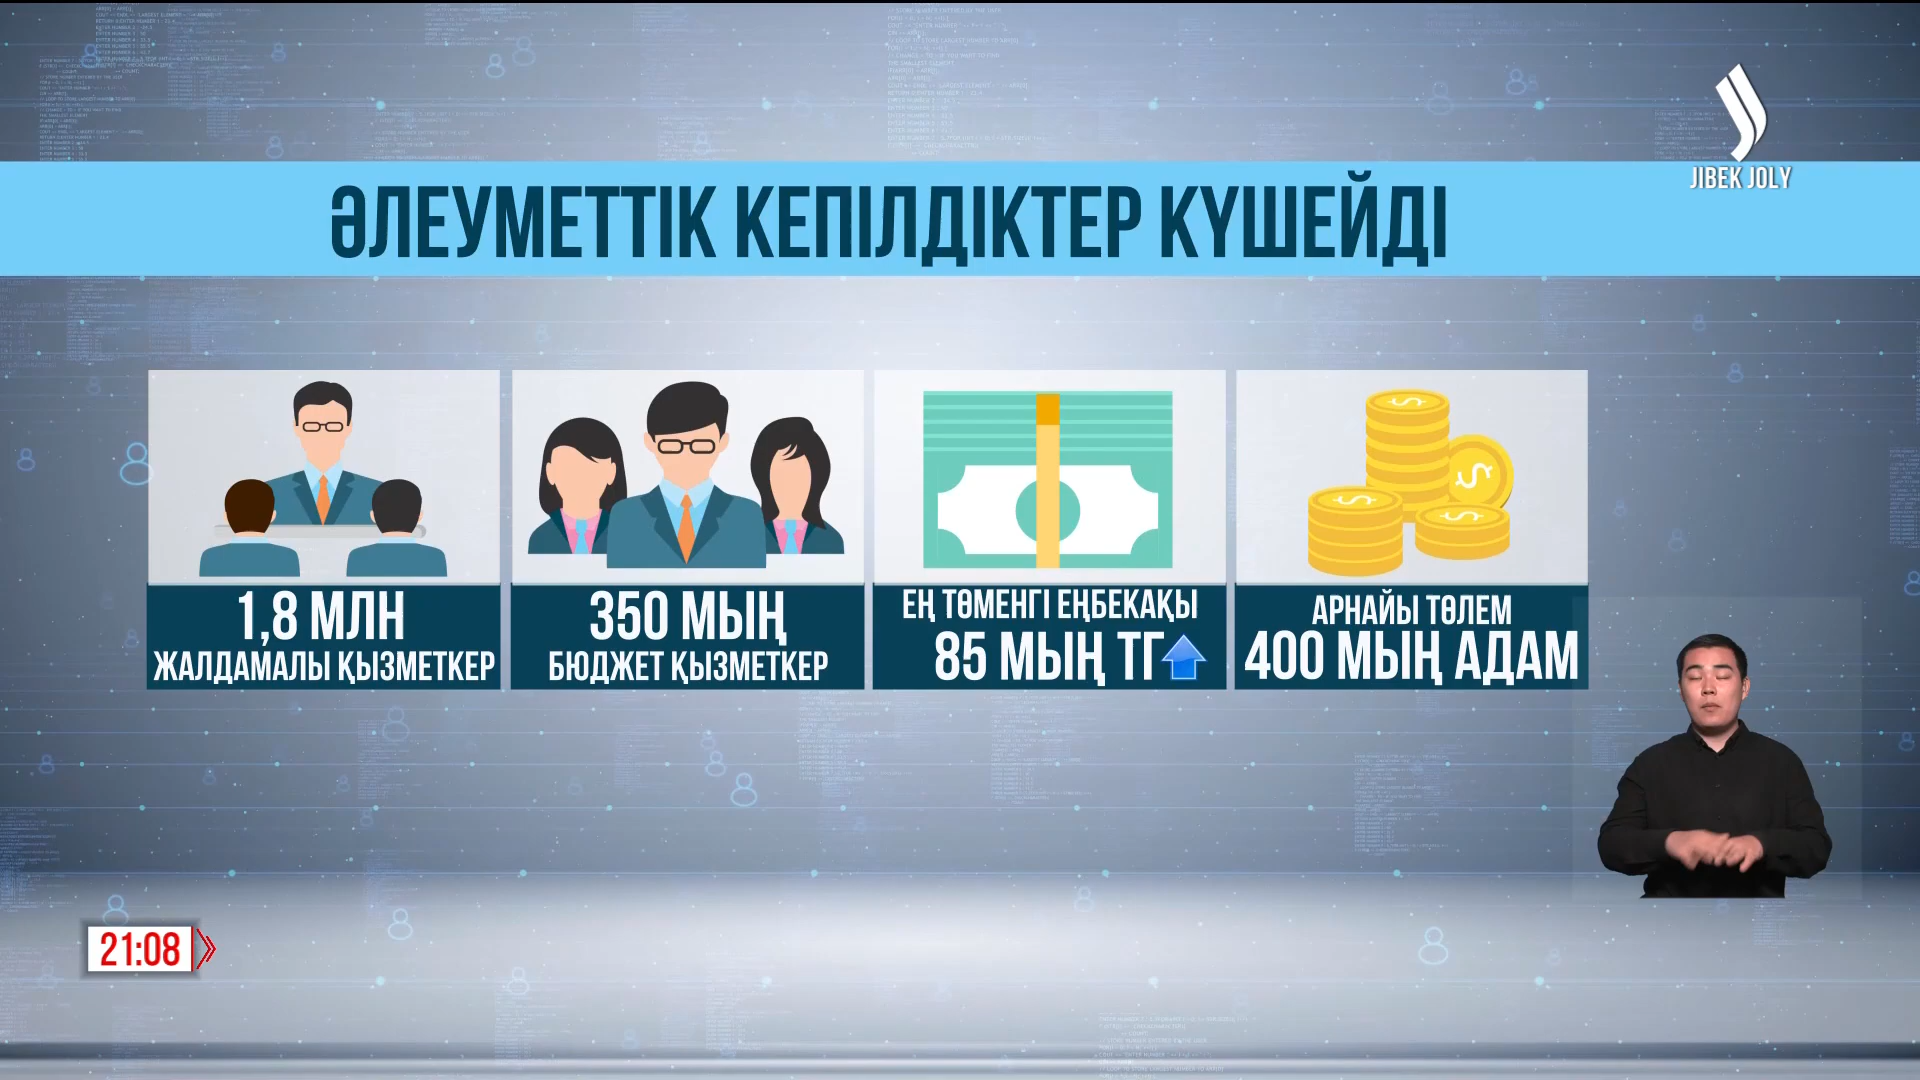 JIBEK JOLY
ӘЛЕУМЕТТІК КЕПІЛДІКТЕР КҮШЕЙДІ
1,8 МЛН
ЖАЛДАМАЛЫ ҚЫЗМЕТКЕР
350 МЫҢ
БЮДЖЕТ ҚЫЗМЕТКЕР
ЕҢ ТӨМЕНГІ ЕҢБЕКАҚЫ
85 МЫҢ ТГ
АРНАЙЫ ТӨЛЕМ
400 МЫҢ АДАМ
21:08